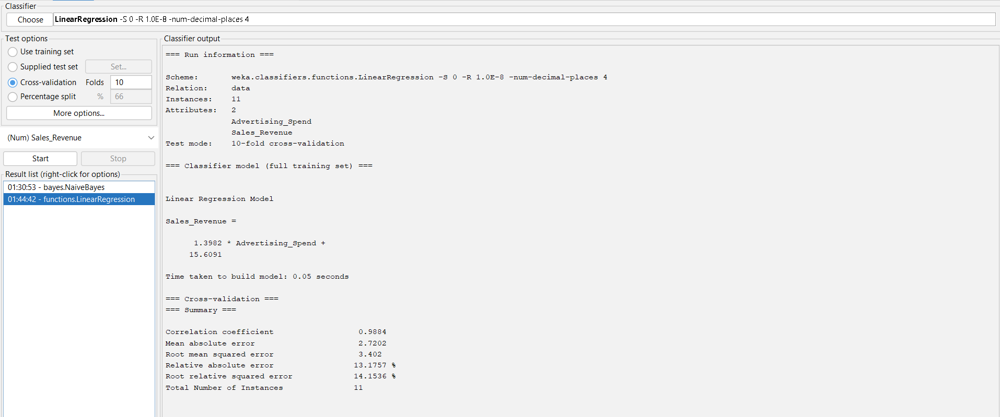 Classifier
Choose LinearRegression -S 0 -R 1.0E-8 -num-decimal-places 4
Test options
Use training set
Supplied test set Set...
Cross-validation Folds 10
Percentage split % 66
More options...
(Num) Sales_Revenue
Start Stop
Result list (right-click for options)
01:30:53 - bayes.NaiveBayes
01:44:42 - functions.LinearRegression
Classifier output
=== Run information ===
Scheme: weka.classifiers.functions.LinearRegression -S 0 -R 1.0E-8 -num-decimal-places 4
Relation: data
Instances: 11
Attributes: 2
Advertising_Spend
Sales_Revenue
Test mode: 10-fold cross-validation
=== Classifier model (full training set) ===
Linear Regression Model
Sales_Revenue =
1.3982 * Advertising_Spend +
15.6091
Time taken to build model: 0.05 seconds
=== Cross-validation ===
=== Summary ===
Correlation coefficient 0.9884
Mean absolute error 2.7202
Root mean squared error 3.402
Relative absolute error 13.1757 %
Root relative squared error 14.1536 %
Total Number of Instances 11